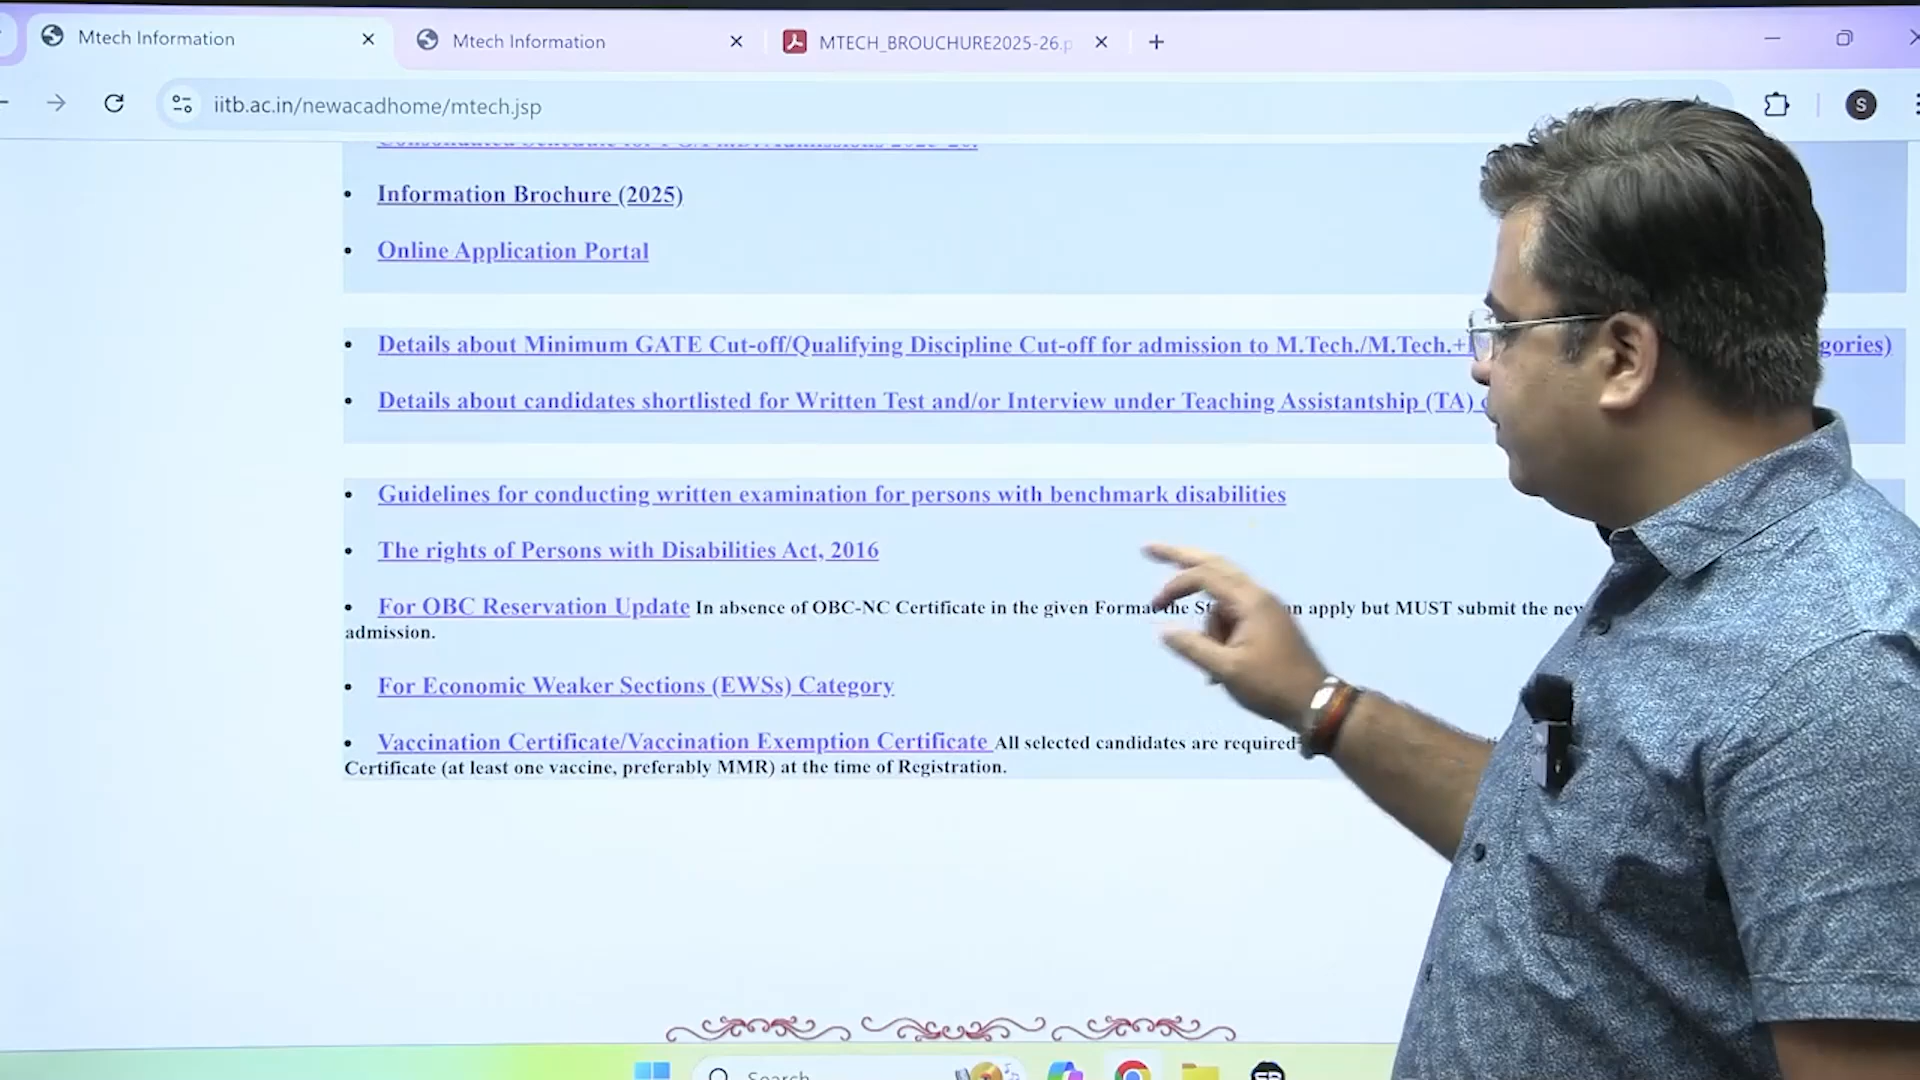 Mtech Information
Mtech Information
MTECH_BROUCHURE2025-26.p
iitb.ac.in/newacadhome/mtech.jsp
S
Information Brochure (2025)
Online Application Portal
Details about Minimum GATE Cut-off/Qualifying Discipline Cut-off for admission to M.Tech./M.Tech.+ gories)
Details about candidates shortlisted for Written Test and/or Interview under Teaching Assistantship (TA)
Guidelines for conducting written examination for persons with benchmark disabilities
The rights of Persons with Disabilities Act, 2016
For OBC Reservation Update In absence of OBC-NC Certificate in the given Format the St an apply but MUST submit the new
admission.
For Economic Weaker Sections (EWSs) Category
Vaccination Certificate/Vaccination Exemption Certificate All selected candidates are required
Certificate (at least one vaccine, preferably MMR) at the time of Registration.
Search